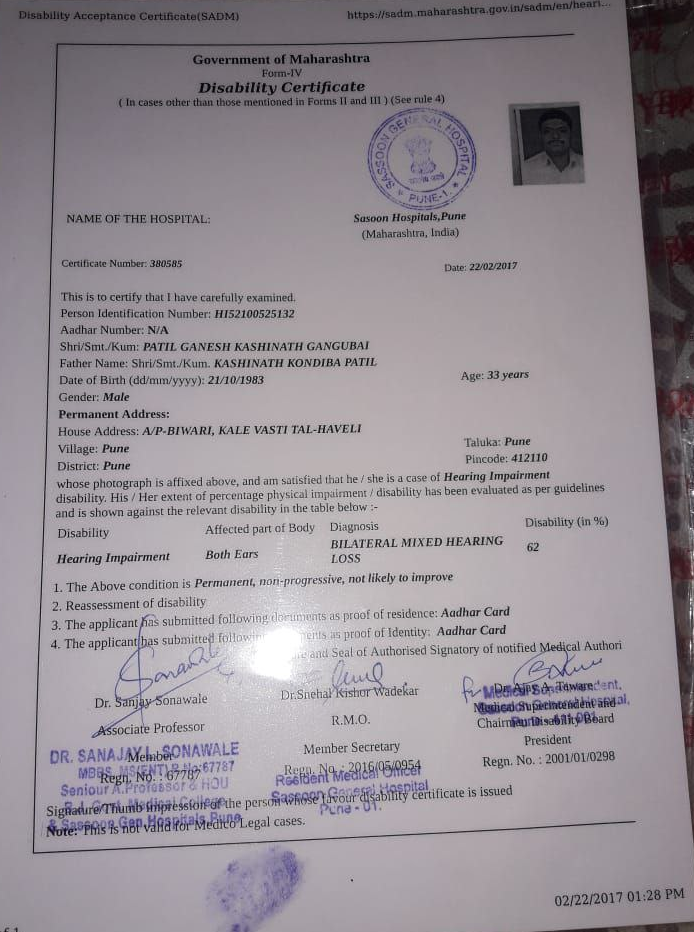 Disability Acceptance Certificate(SADM) https://sadm.maharashtra.gov.in/sadm/en/heari...
Government of Maharashtra
Form-IV
Disability Certificate
( In cases other than those mentioned in Forms II and III ) (See rule 4)
SASSOON GENERAL HOSPITAL
PUNE-1.
NAME OF THE HOSPITAL: Sasoon Hospitals,Pune
(Maharashtra, India)
Certificate Number: 380585 Date: 22/02/2017
This is to certify that I have carefully examined.
Person Identification Number: HI52100525132
Aadhar Number: N/A
Shri/Smt./Kum: PATIL GANESH KASHINATH GANGUBAI
Father Name: Shri/Smt./Kum. KASHINATH KONDIBA PATIL
Date of Birth (dd/mm/yyyy): 21/10/1983 Age: 33 years
Gender: Male
Permanent Address:
House Address: A/P-BIWARI, KALE VASTI TAL-HAVELI
Village: Pune Taluka: Pune
District: Pune Pincode: 412110
whose photograph is affixed above, and am satisfied that he / she is a case of Hearing Impairment
disability. His / Her extent of percentage physical impairment / disability has been evaluated as per guidelines
and is shown against the relevant disability in the table below :-
Disability Affected part of Body Diagnosis Disability (in %)
Hearing Impairment Both Ears BILATERAL MIXED HEARING LOSS 62
1. The Above condition is Permanent, non-progressive, not likely to improve
2. Reassessment of disability
3. The applicant has submitted following documents as proof of residence: Aadhar Card
4. The applicant has submitted followin ents as proof of Identity: Aadhar Card
re and Seal of Authorised Signatory of notified Medical Authori
Dr. Sanjay Sonawale Dr.Snehal Kishor Wadekar Dr. Ajay A. Taware
Associate Professor R.M.O. Medical Superintendent and
Chairman Disability Board
Member Member Secretary President
Regn. No. : 67787 Regn. No. : 2016/05/0954 Regn. No. : 2001/01/0298
DR. SANAJAY L. SONAWALE
MBBS, MS(ENT) R.No:67787
Seniour A.Professor & HOU
B.J. Govt. Medical College
& Sassoon Gen.Hospitals,Pune
Resident Medical Officer
Sassoon General Hospital
Pune - 01.
Signature/Thumb impression of the person whose favour disability certificate is issued
Note: This is not valid for Medico Legal cases.
02/22/2017 01:28 PM